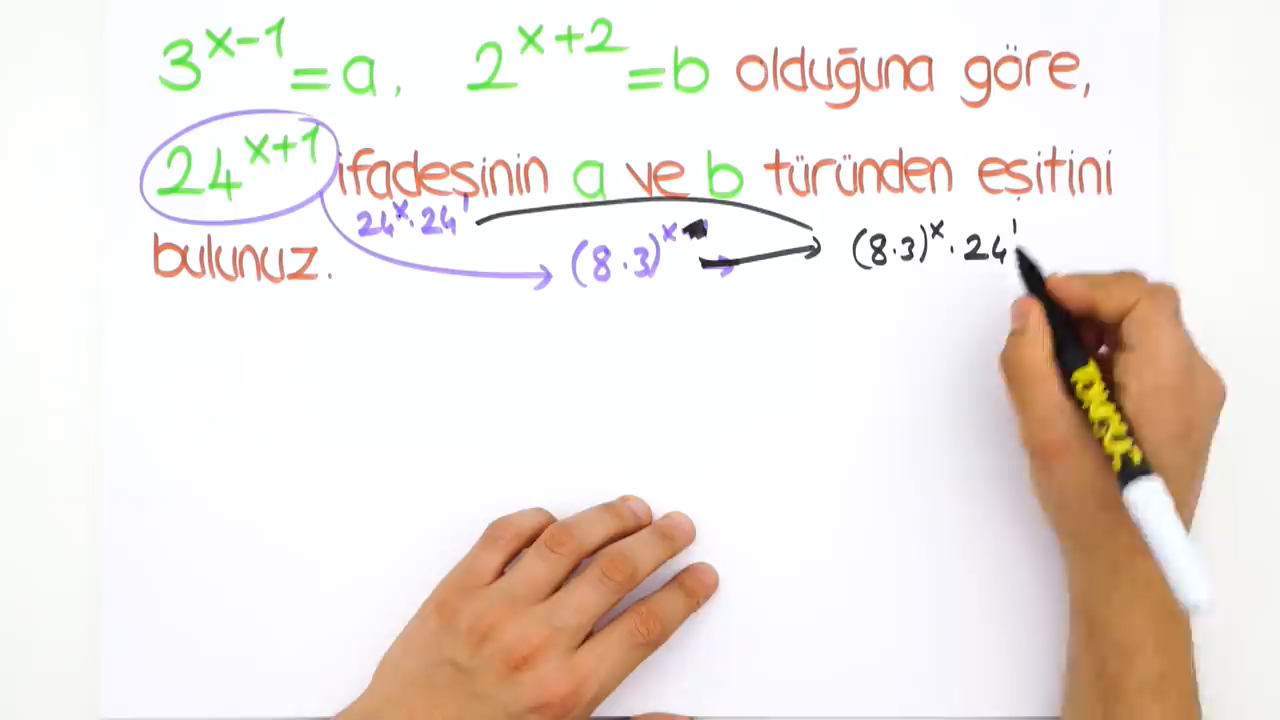 3^x-1 = a, 2^x+2 = b olduğuna göre,
24^x+1 ifadesinin a ve b türünden eşitini
24^x . 24^1
bulunuz. (8.3)^x (8.3)^x . 24^1